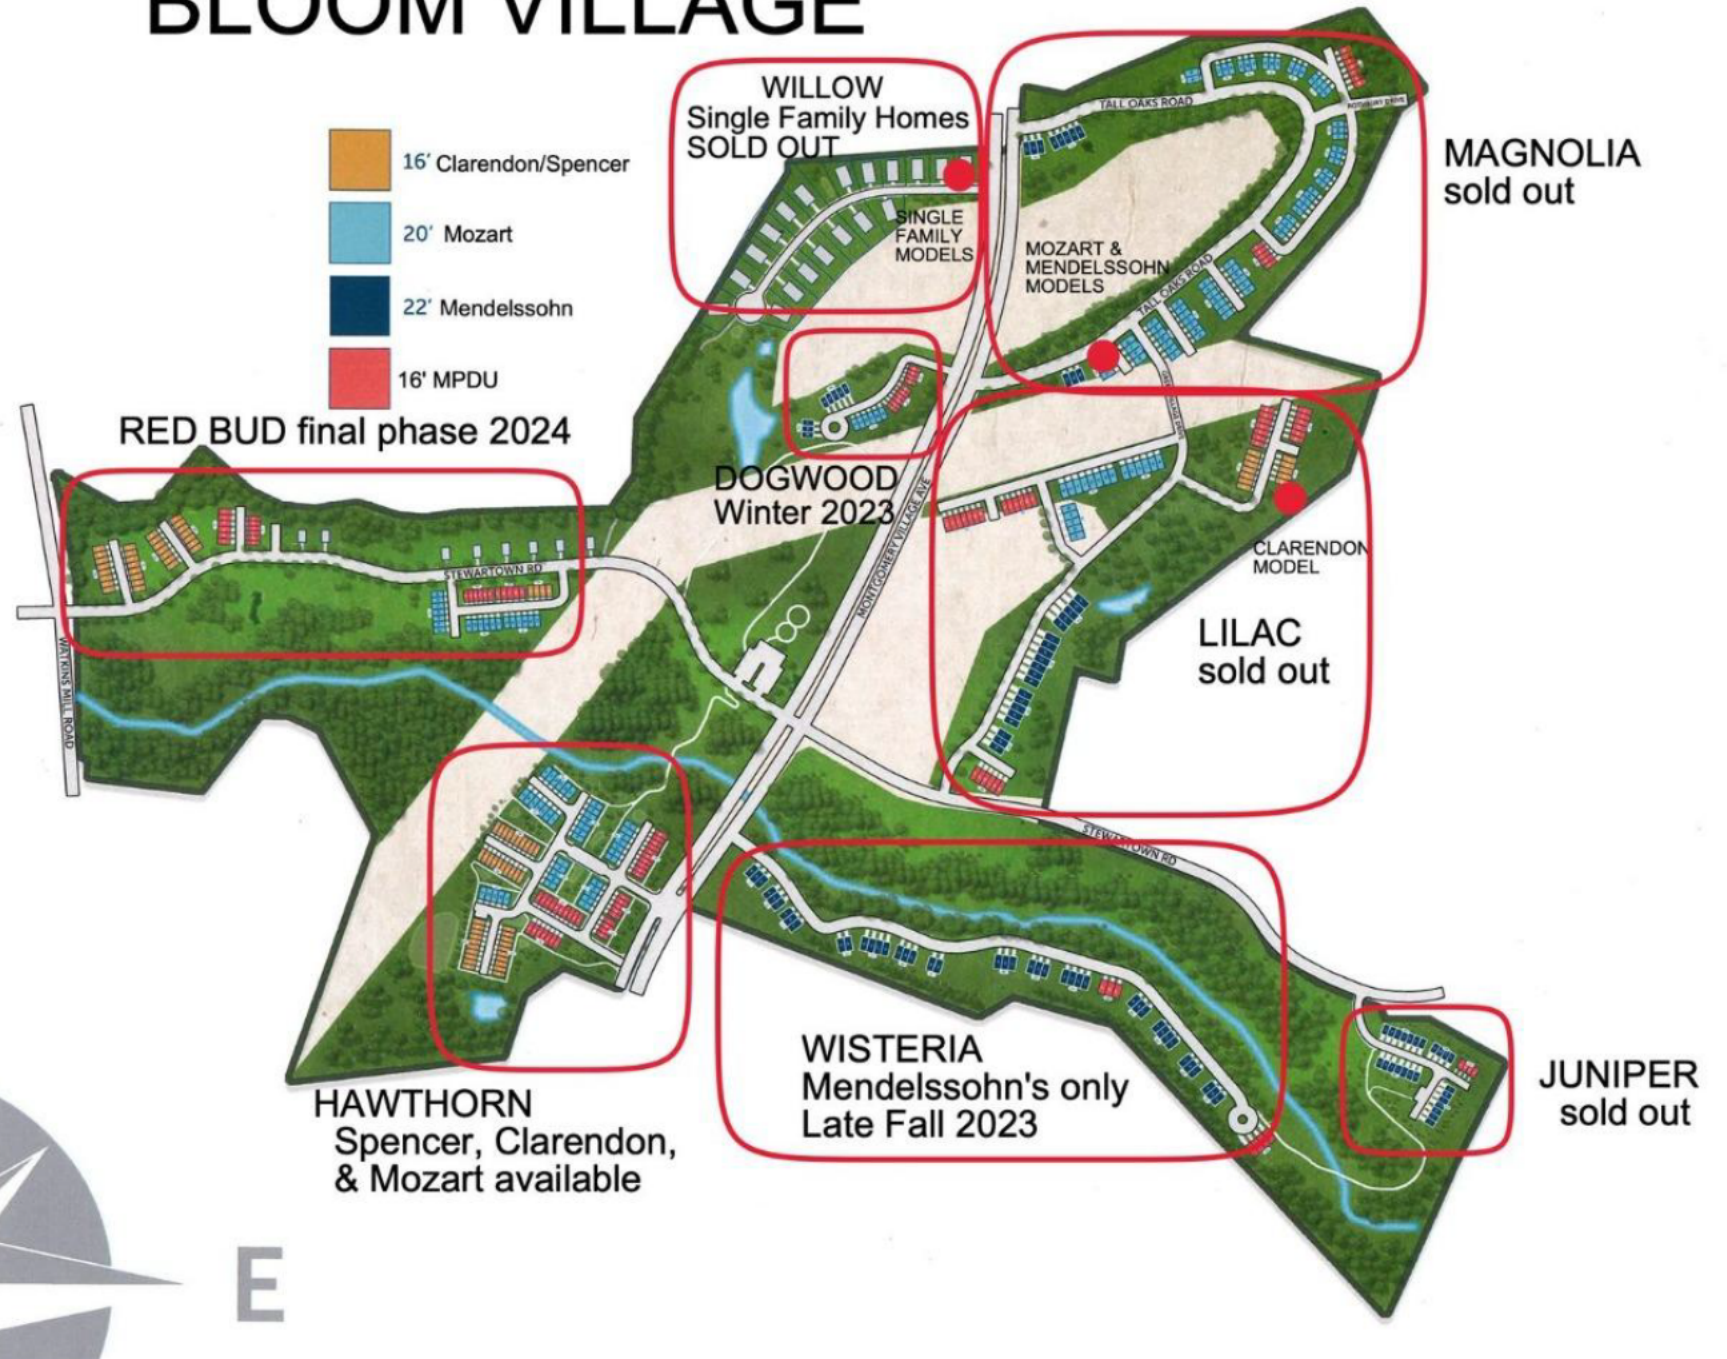 BLOOM VILLAGE
WILLOW
Single Family Homes
SOLD OUT
16' Clarendon/Spencer
20' Mozart
22' Mendelssohn
16' MPDU
TALL OAKS ROAD
MAGNOLIA
sold out
SINGLE
FAMILY
MODELS
MOZART &
MENDELSSOHN
MODELS
TALL OAKS ROAD
RED BUD final phase 2024
DOGWOOD
Winter 2023
MONTGOMERY VILLAGE AVE
CLARENDON
MODEL
STEWARTOWN RD
LILAC
sold out
WATKINS MILL ROAD
STEWARTOWN RD
WISTERIA
Mendelssohn's only
Late Fall 2023
JUNIPER
sold out
HAWTHORN
Spencer, Clarendon,
& Mozart available
E